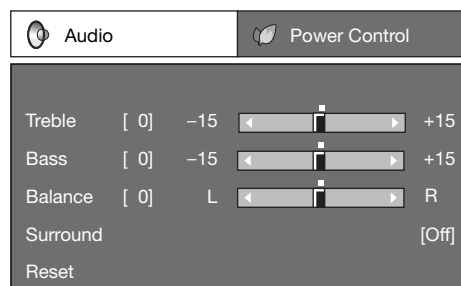 Audio Power Control
Treble [ 0] –15 +15
Bass [ 0] –15 +15
Balance [ 0] L R
Surround [Off]
Reset